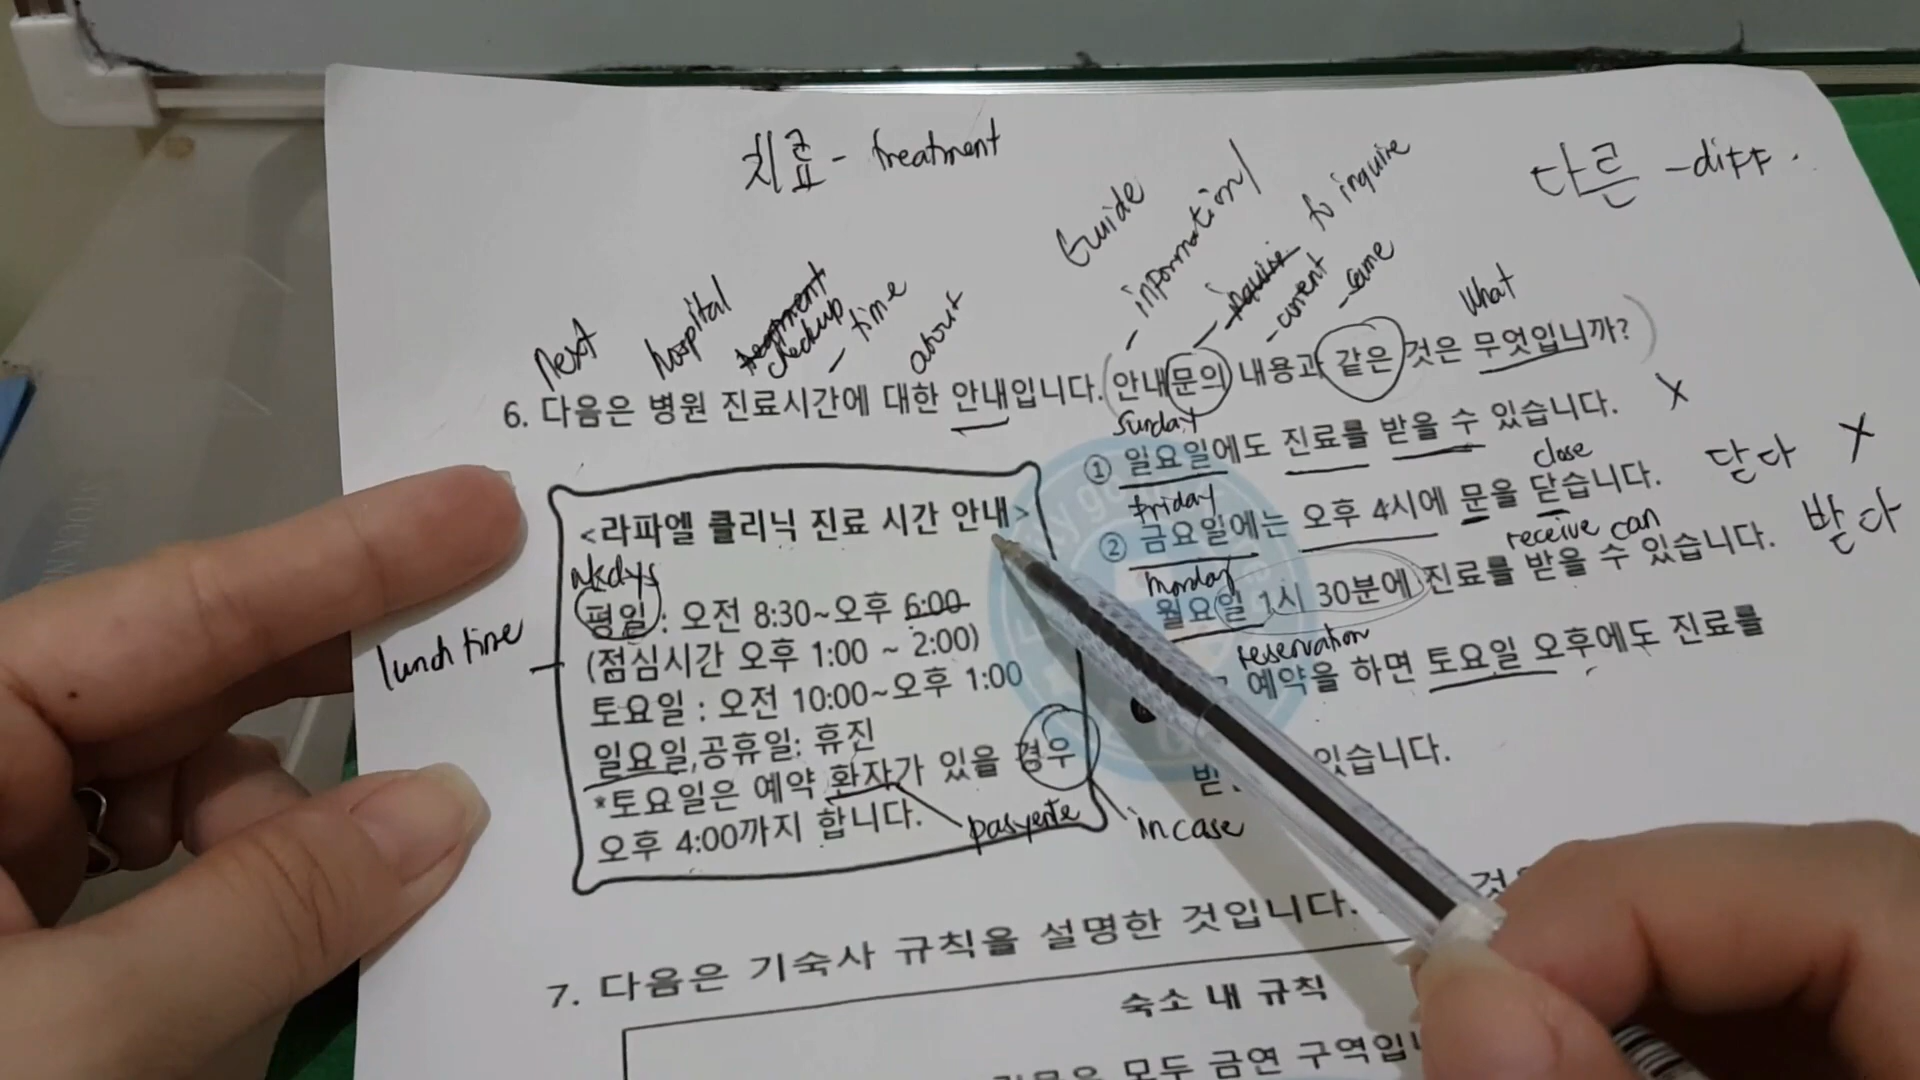 치료 - treatment
다른 - diff.
Guide
- information/
- inquire
to inquire
- content
- same
What
next
hospital
checkup
- time
about
6. 다음은 병원 진료시간에 대한 안내입니다. (안내문의 내용과 같은 것은 무엇입니까?)
Sunday
① 일요일에도 진료를 받을 수 있습니다. X
friday
close
② 금요일에는 오후 4시에 문을 닫습니다. 닫다 X
monday
receive can
월요일 1시 30분에 진료를 받을 수 있습니다. 받다
reservation
예약을 하면 토요일 오후에도 진료를
있습니다.
<라파엘 클리닉 진료 시간 안내>
wkdys
평일 : 오전 8:30~오후 6:00
lunch time
(점심시간 오후 1:00 ~ 2:00)
토요일 : 오전 10:00~오후 1:00
일요일,공휴일: 휴진
*토요일은 예약 환자가 있을 경우
오후 4:00까지 합니다.
pasyente
in case
7. 다음은 기숙사 규칙을 설명한 것입니다.
숙소 내 규칙
모두 금연 구역입